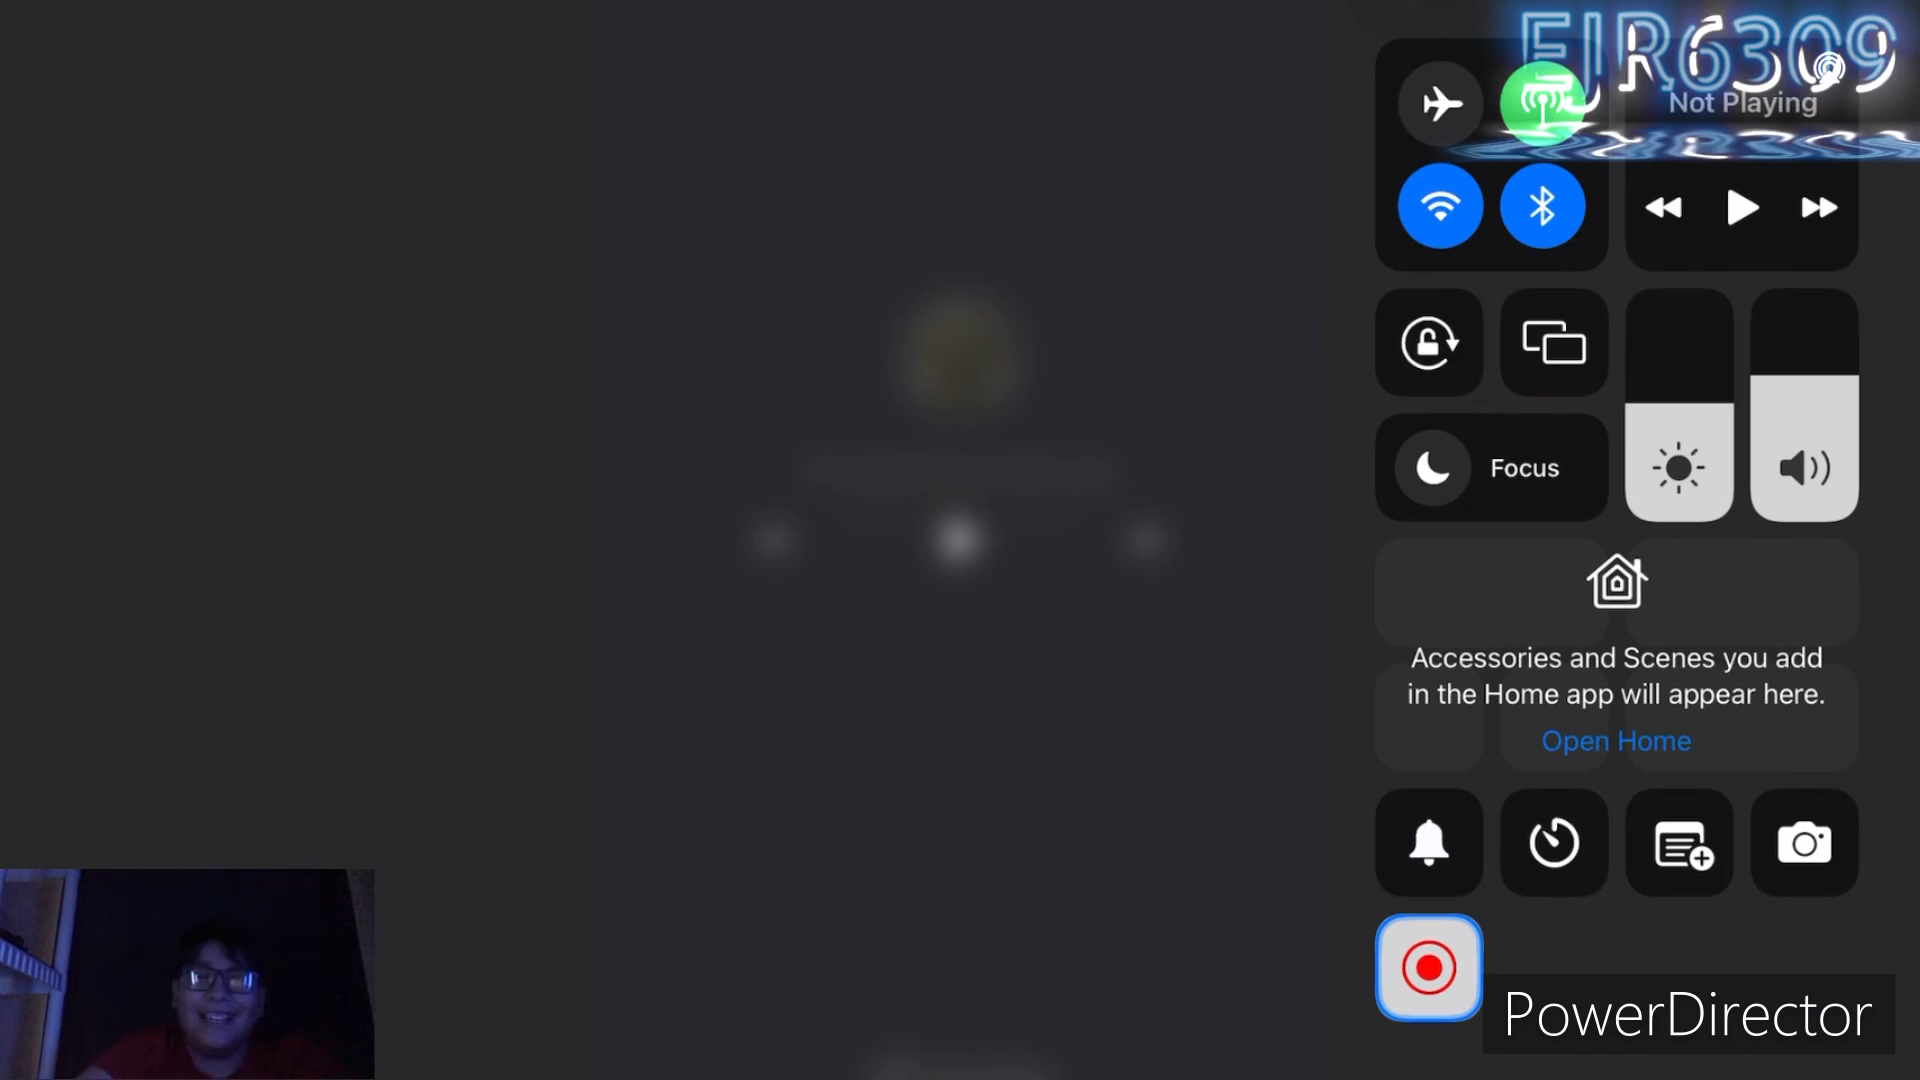 EJR6309
Not Playing
Focus
Accessories and Scenes you add
in the Home app will appear here.
Open Home
PowerDirector